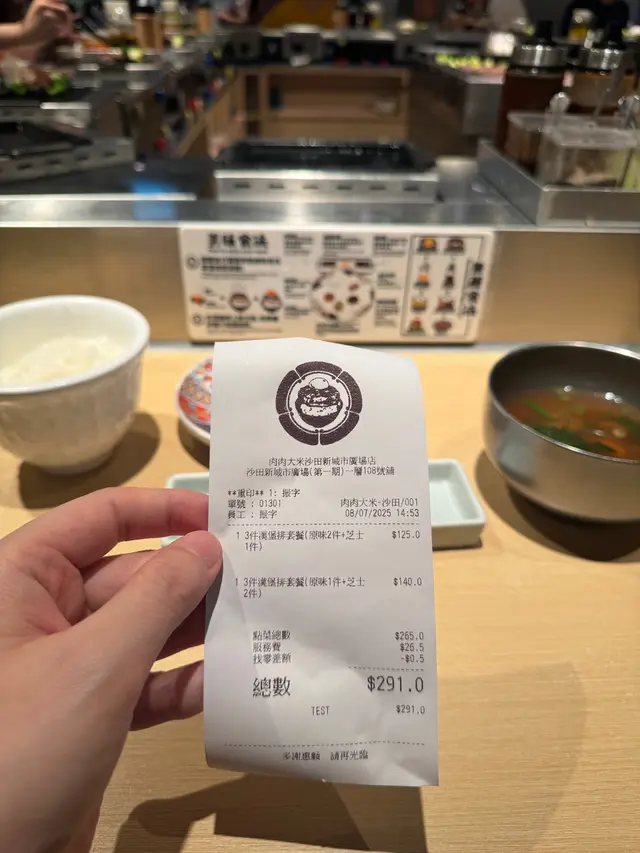 美味食法
肉肉大米沙田新城市廣場店
沙田新城市廣場(第一期)一層108號舖
**重印** 1: 振字
單號 : 01301 肉肉大米-沙田/001
員工 : 振字 08/07/2025 14:53
1 3件漢堡排套餐(原味2件+芝士 $125.0
1件)
1 3件漢堡排套餐(原味1件+芝士 $140.0
2件)
點菜總數 $265.0
服務費 $26.5
找零差額 -$0.5
總數 $291.0
TEST $291.0
多謝惠顧 請再光臨